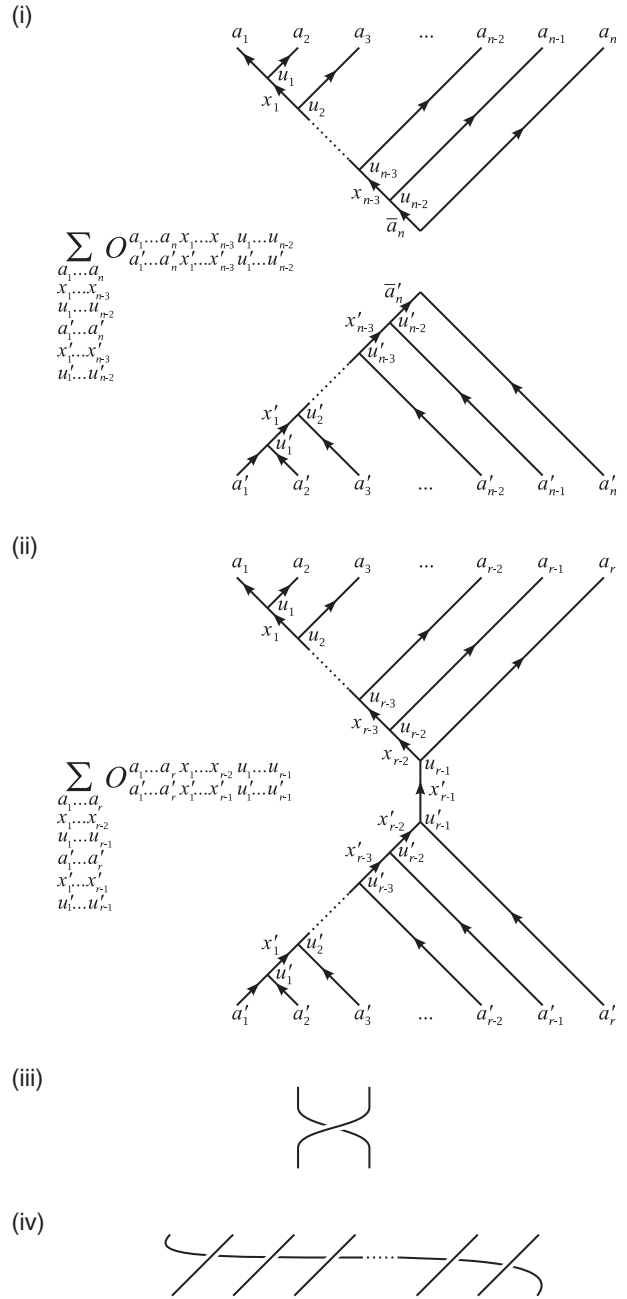 (i)
a₁ a₂ a₃ ... aₙ₋₂ aₙ₋₁ aₙ
u₁
x₁ u₂
uₙ₋₃
xₙ₋₃ uₙ₋₂
a̅ₙ
∑ O^{a₁...aₙ x₁...xₙ₋₃ u₁...uₙ₋₂}_{a′₁...a′ₙ x′₁...x′ₙ₋₃ u′₁...u′ₙ₋₂}
a₁...aₙ
x₁...xₙ₋₃
u₁...uₙ₋₂
a′₁...a′ₙ
x′₁...x′ₙ₋₃
u′₁...u′ₙ₋₂
a̅′ₙ
x′ₙ₋₃ u′ₙ₋₂
u′ₙ₋₃
x′₁ u′₂
u′₁
a′₁ a′₂ a′₃ ... a′ₙ₋₂ a′ₙ₋₁ a′ₙ
(ii)
a₁ a₂ a₃ ... aᵣ₋₂ aᵣ₋₁ aᵣ
u₁
x₁ u₂
uᵣ₋₃
xᵣ₋₃ uᵣ₋₂
xᵣ₋₂ uᵣ₋₁
x′ᵣ₋₁
∑ O^{a₁...aᵣ x₁...xᵣ₋₂ u₁...uᵣ₋₁}_{a′₁...a′ᵣ x′₁...x′ᵣ₋₁ u′₁...u′ᵣ₋₁}
a₁...aᵣ
x₁...xᵣ₋₂
u₁...uᵣ₋₁
a′₁...a′ᵣ
x′₁...x′ᵣ₋₁
u′₁...u′ᵣ₋₁
x′ᵣ₋₂ u′ᵣ₋₁
x′ᵣ₋₃ u′ᵣ₋₂
u′ᵣ₋₃
x′₁ u′₂
u′₁
a′₁ a′₂ a′₃ ... a′ᵣ₋₂ a′ᵣ₋₁ a′ᵣ
(iii)
(iv)